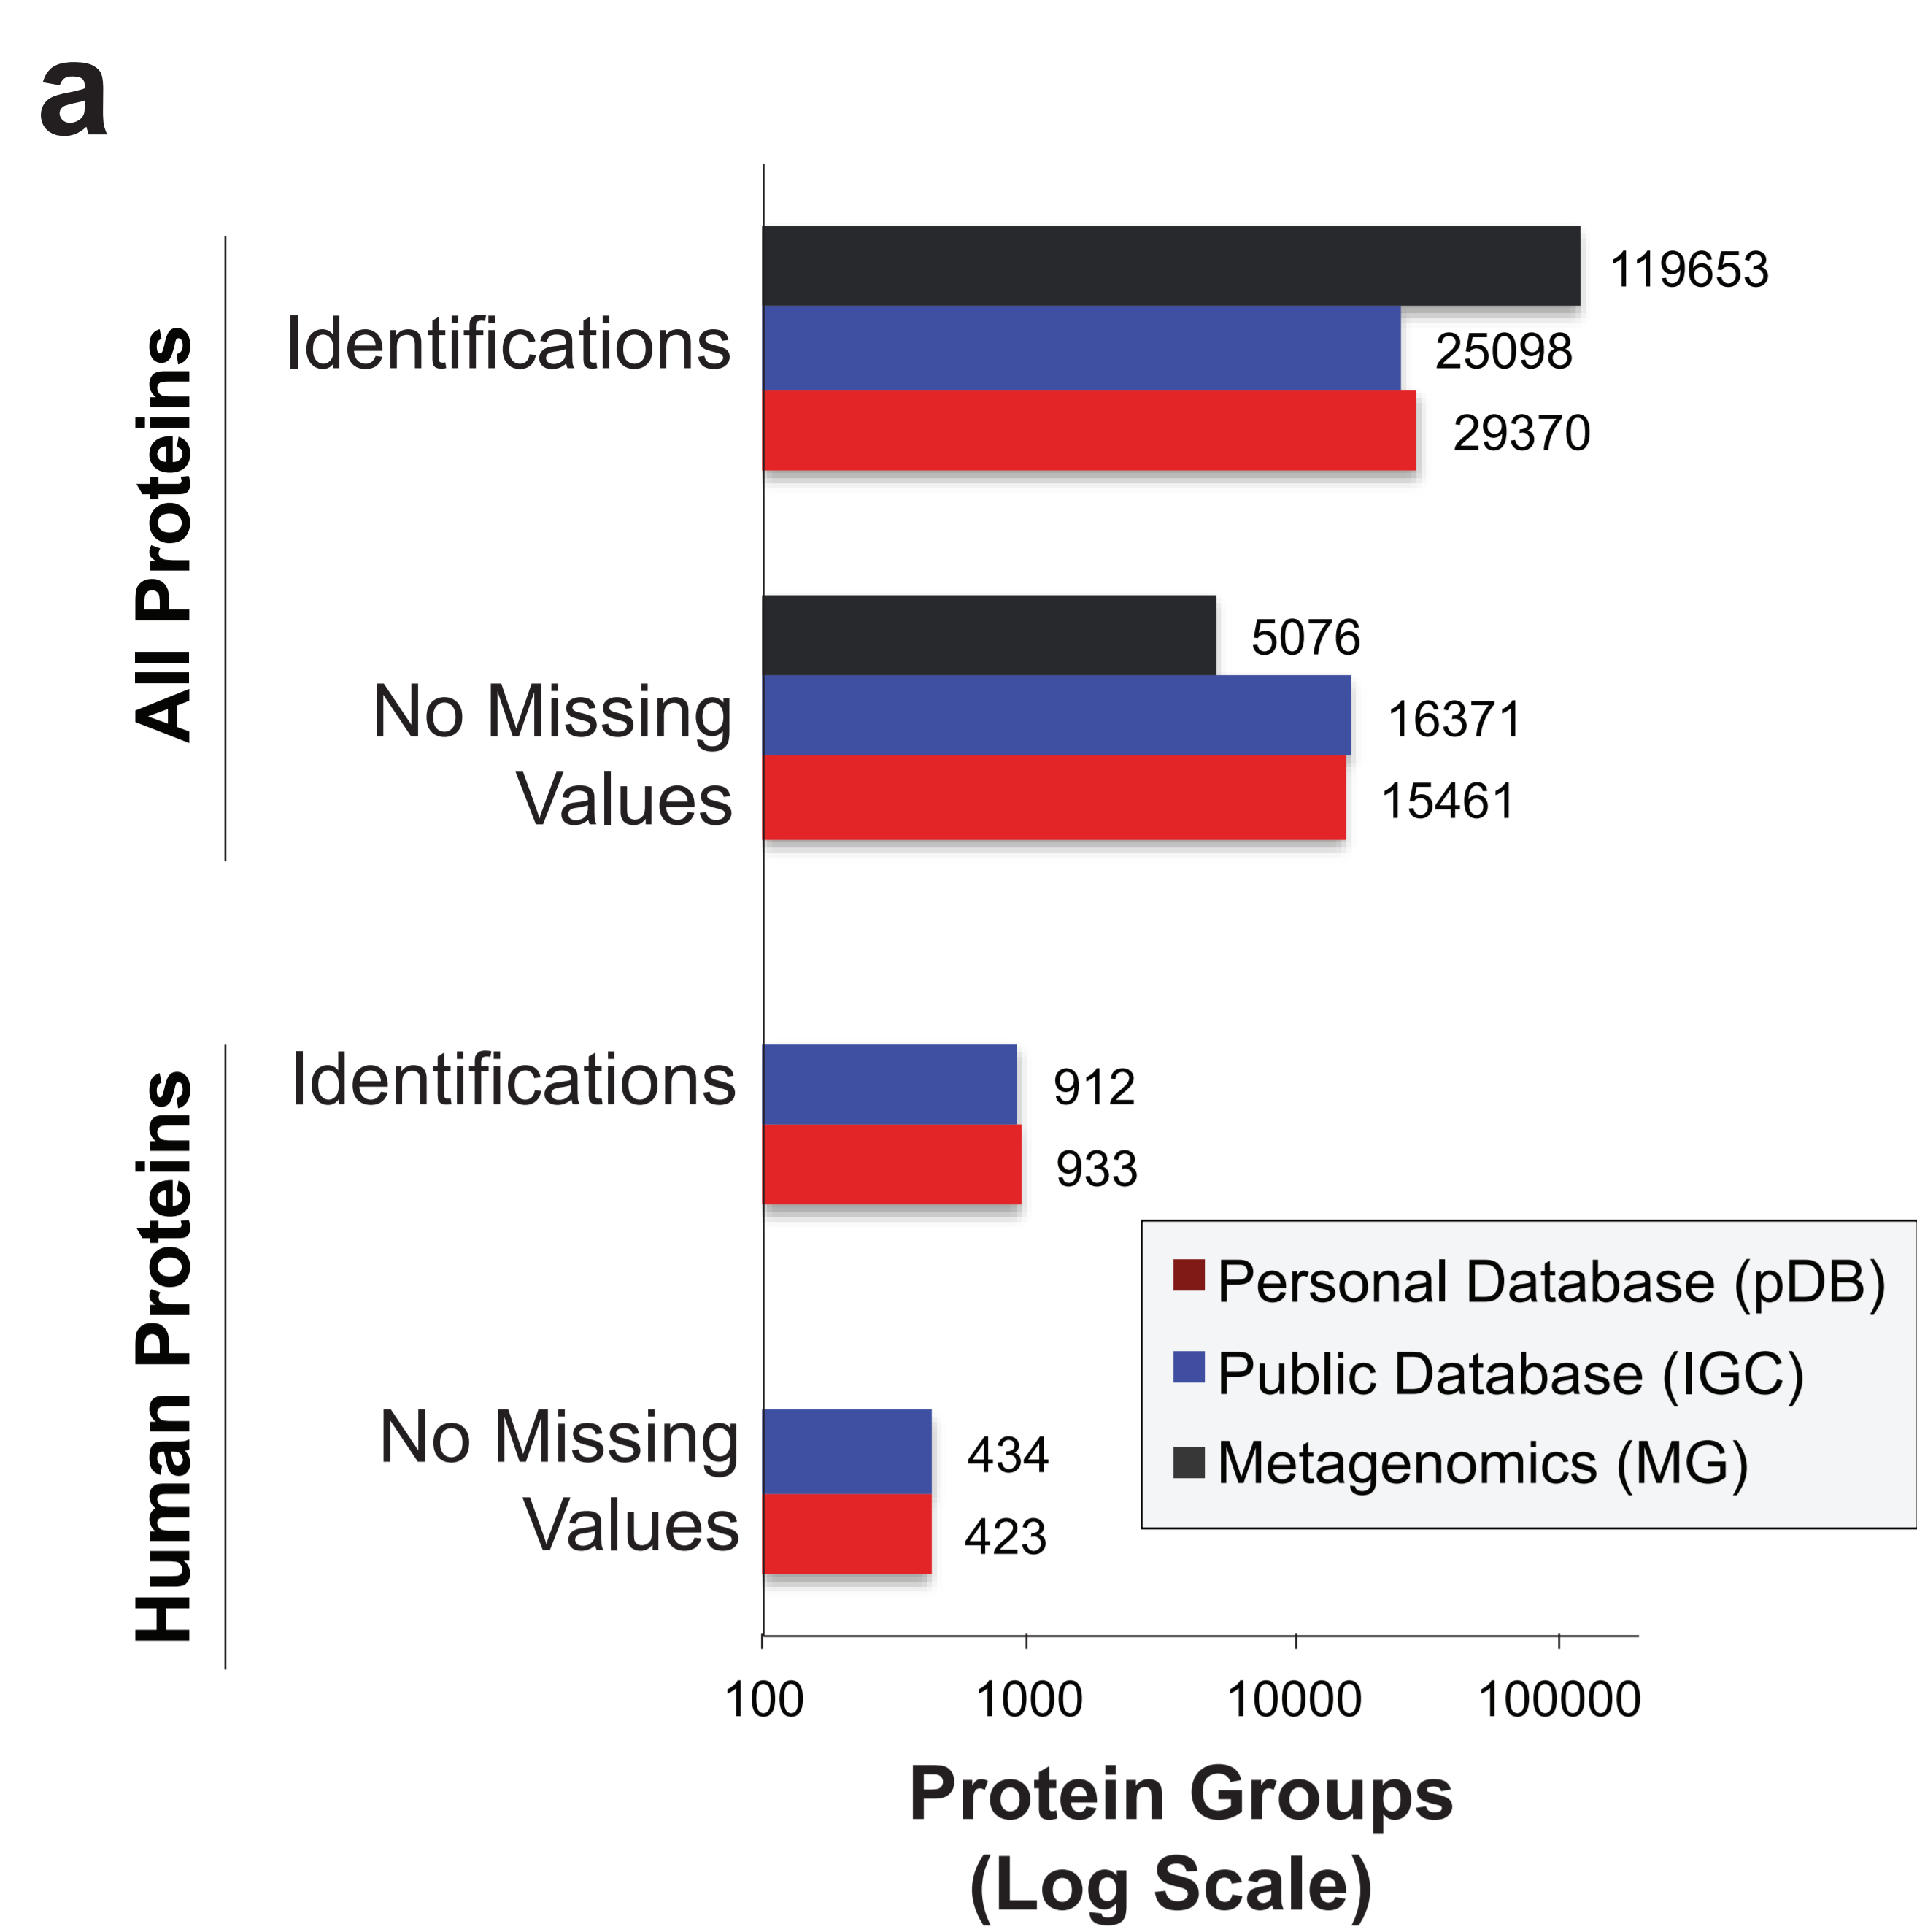 a
All Proteins
Identifications
119653
25098
29370
No Missing
Values
5076
16371
15461
Human Proteins
Identifications
912
933
No Missing
Values
434
423
Personal Database (pDB)
Public Database (IGC)
Metagenomics (MG)
100 1000 10000 100000
Protein Groups
(Log Scale)